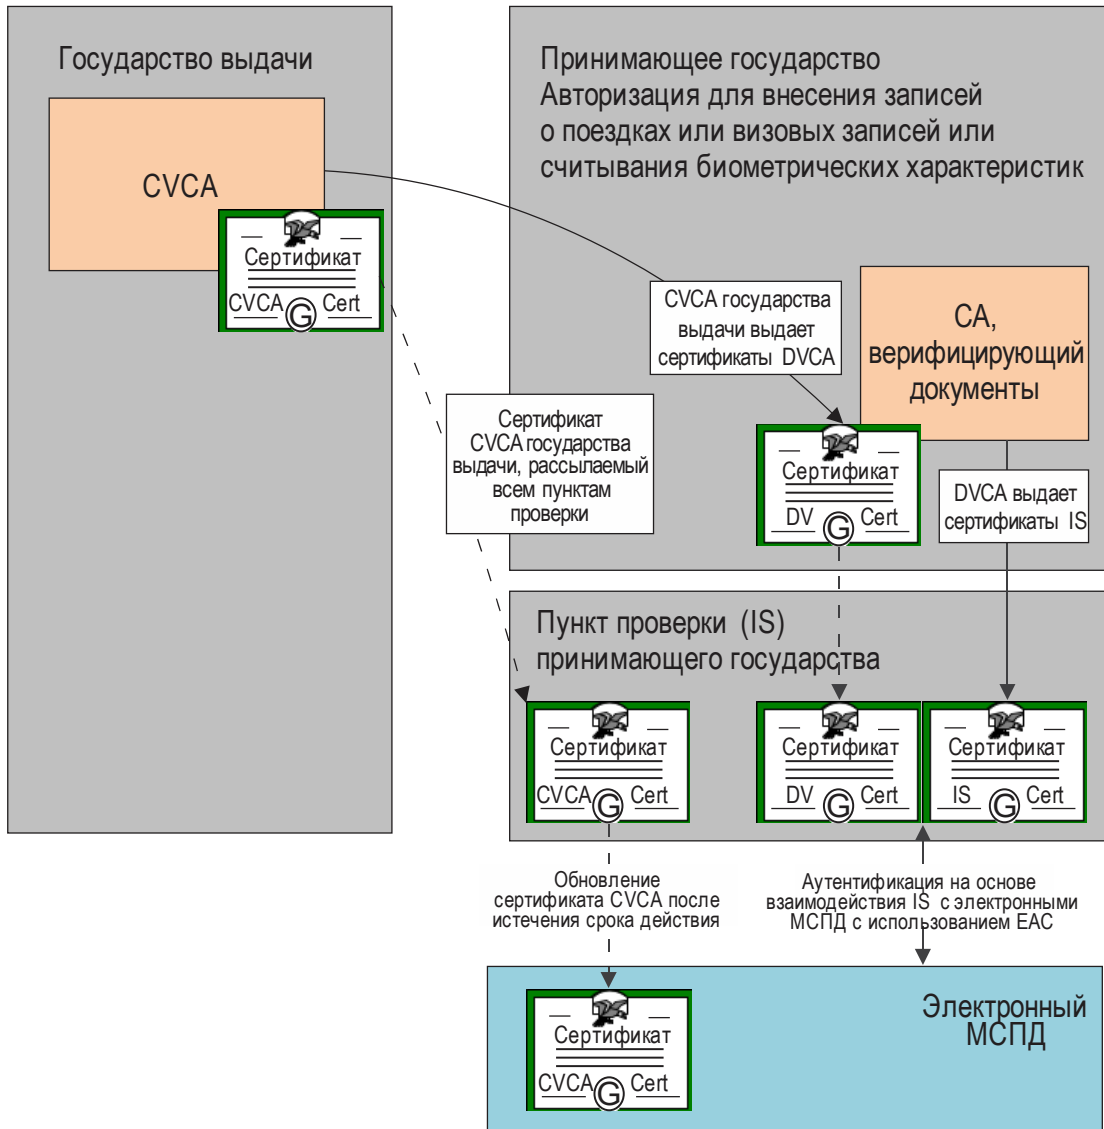 Государство выдачи
CVCA
Сертификат
CVCA G Cert
Принимающее государство
Авторизация для внесения записей
о поездках или визовых записей или
считывания биометрических характеристик
CVCA государства
выдачи выдает
сертификаты DVCA
СА,
верифицирующий
документы
Сертификат
DV G Cert
Сертификат
CVCA государства
выдачи, рассылаемый
всем пунктам
проверки
DVCA выдает
сертификаты IS
Пункт проверки (IS)
принимающего государства
Сертификат
CVCA G Cert
Сертификат
DV G Cert
Сертификат
IS G Cert
Обновление
сертификата CVCA после
истечения срока действия
Аутентификация на основе
взаимодействия IS с электронными
МСПД с использованием ЕАС
Электронный
МСПД
Сертификат
CVCA G Cert